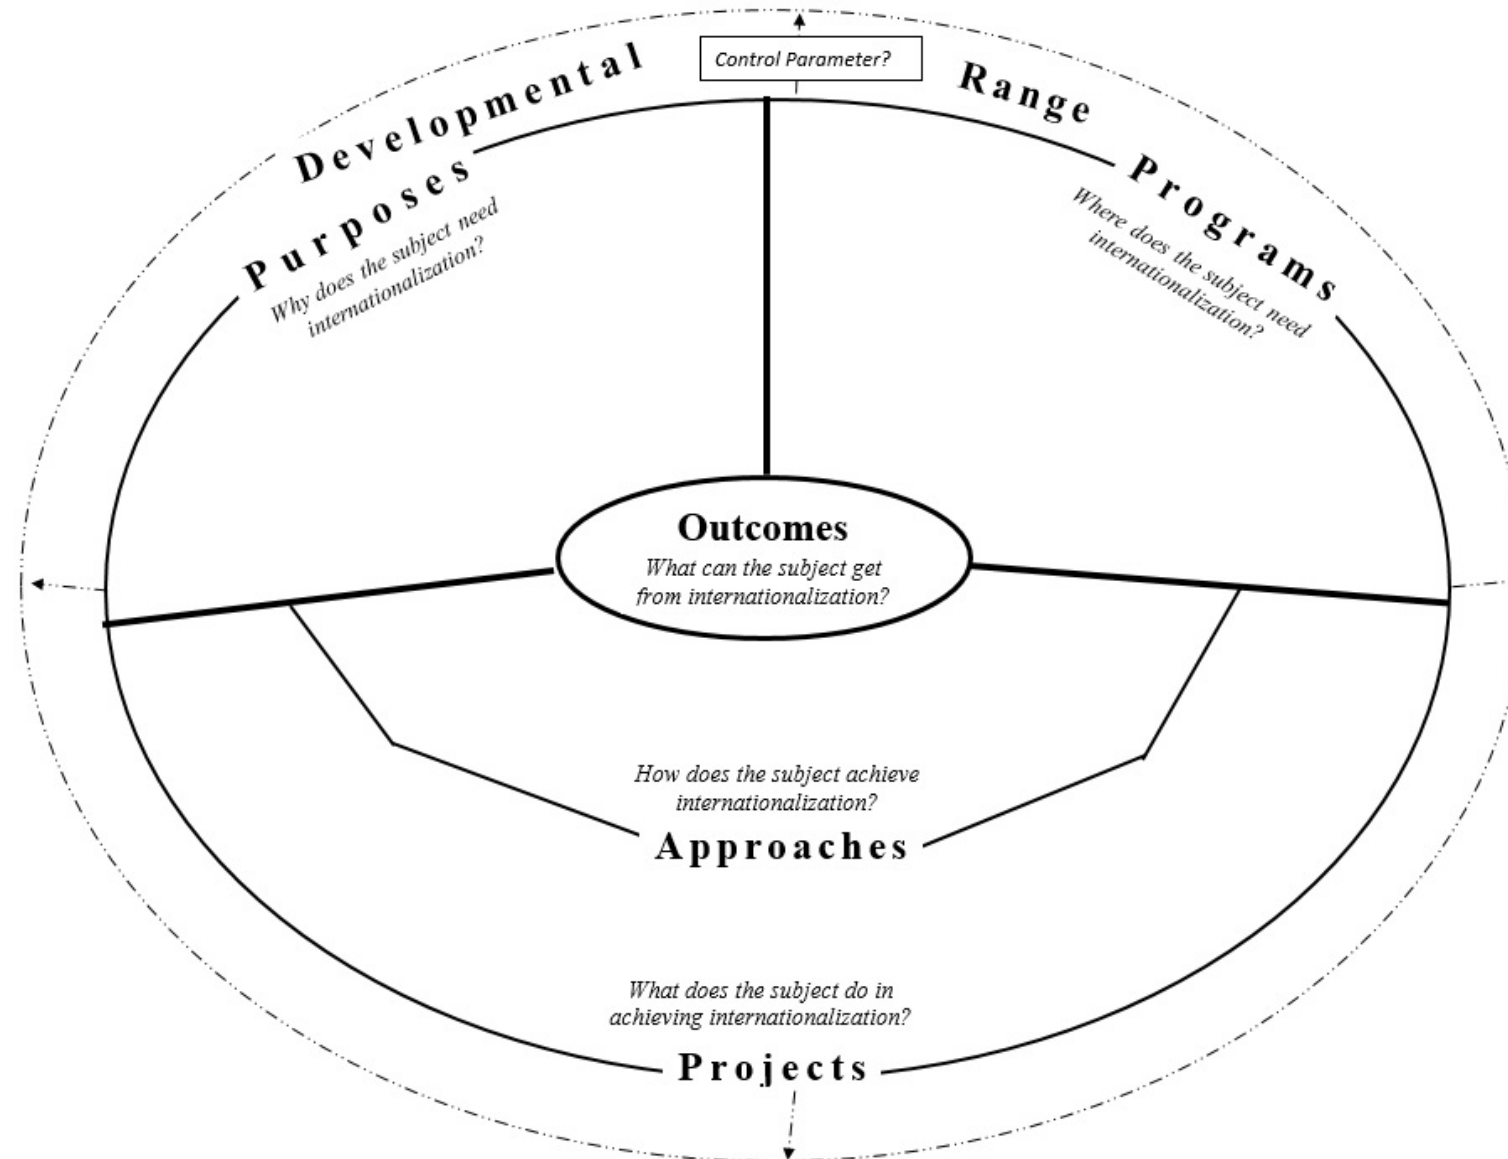 Control Parameter?
Developmental
Range
Purposes
Why does the subject need
internationalization?
Programs
Where does the subject need
internationalization?
Outcomes
What can the subject get
from internationalization?
How does the subject achieve
internationalization?
Approaches
What does the subject do in
achieving internationalization?
Projects